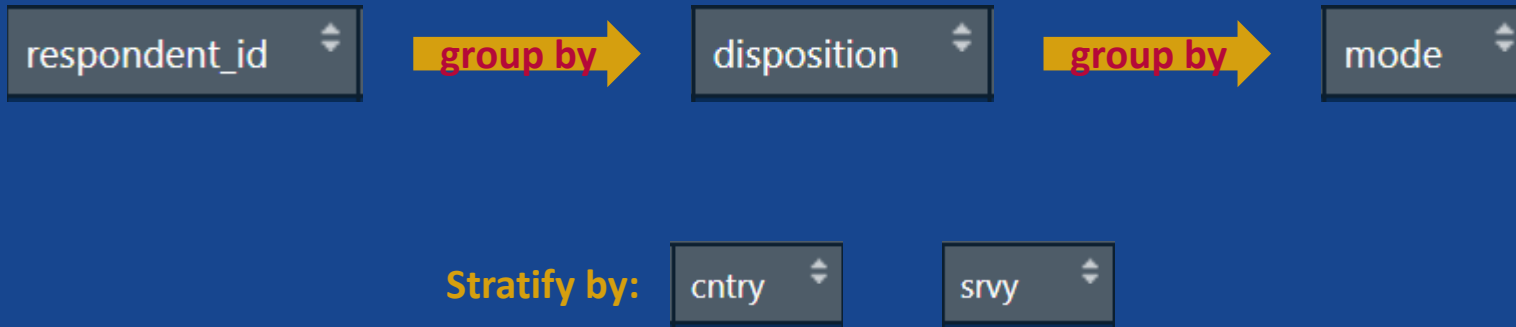 respondent_id group by disposition group by mode
Stratify by: cntry srvy